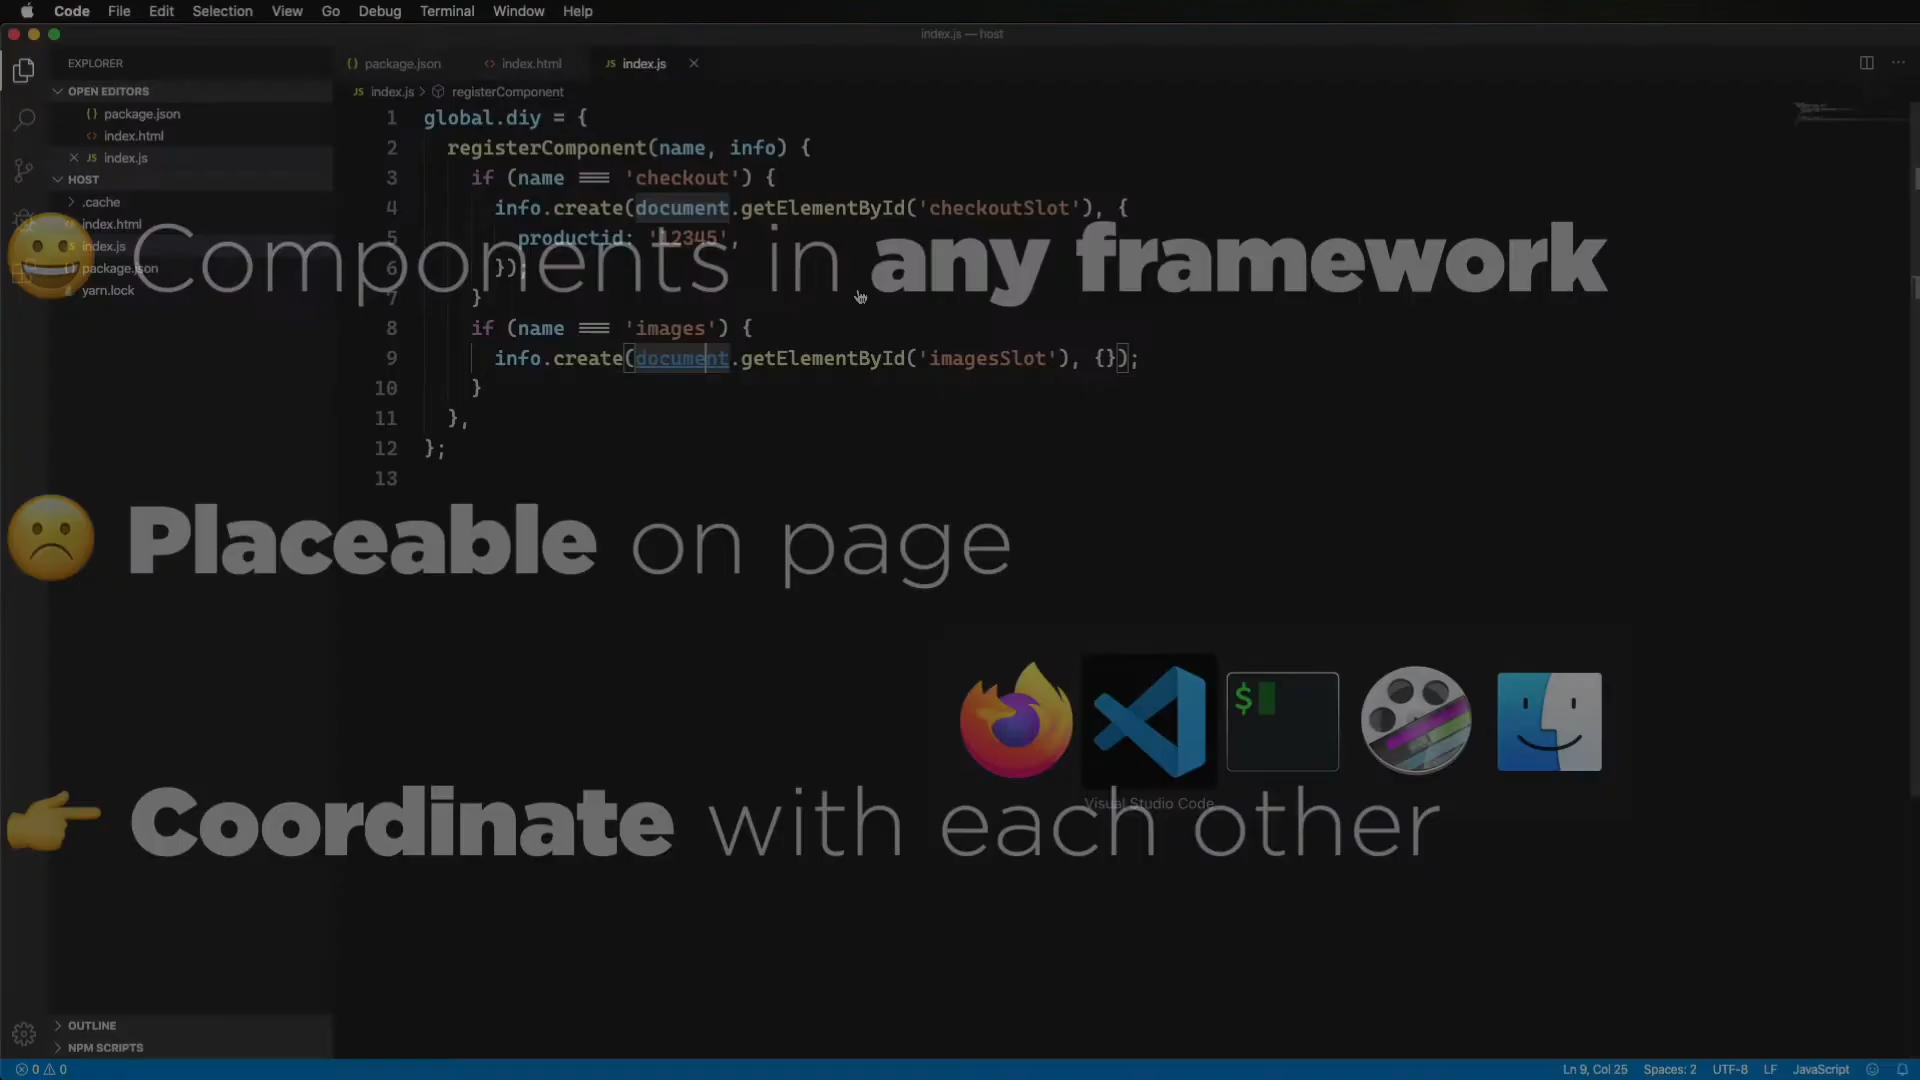 Code File Edit Selection View Go Debug Terminal Window Help
index.js — host
EXPLORER
OPEN EDITORS
package.json
index.html
JS index.js
HOST
.cache
index.html
index.js
package.json
yarn.lock
package.json
index.html
JS index.js
JS index.js > registerComponent
1 global.diy = {
2 registerComponent(name, info) {
3 if (name === 'checkout') {
4 info.create(document.getElementById('checkoutSlot'), {
5 productid: '12345',
6 });
7 }
8 if (name === 'images') {
9 info.create(document.getElementById('imagesSlot'), {});
10 }
11 },
12 };
13
Components in any framework
Placeable on page
$
Visual Studio Code
Coordinate with each other
OUTLINE
NPM SCRIPTS
0 0
Ln 9, Col 25 Spaces: 2 UTF-8 LF JavaScript